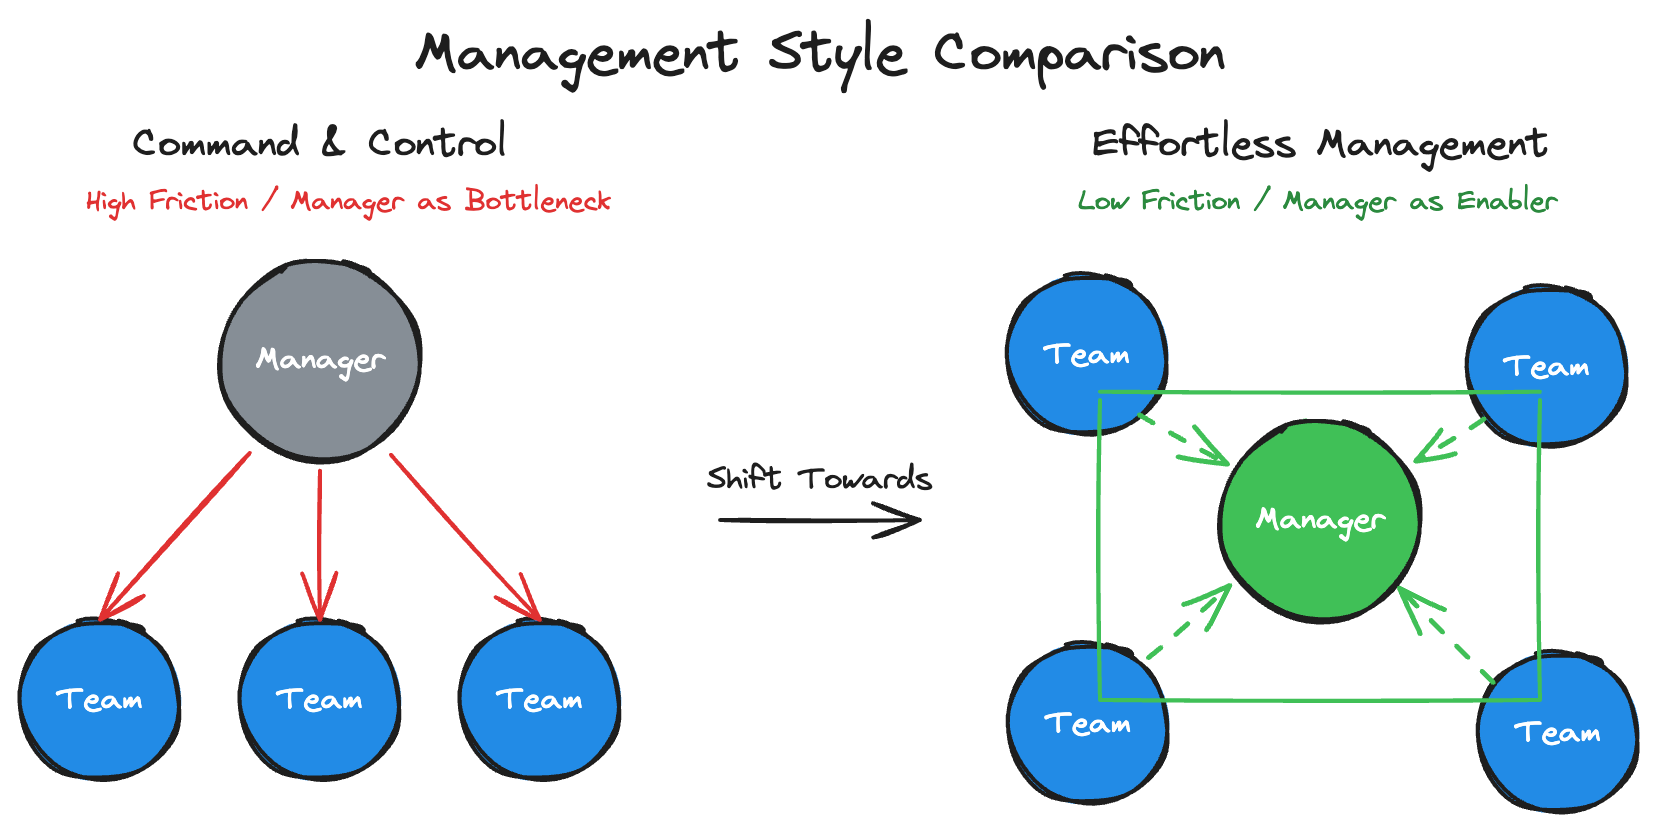 Management Style Comparison
Command & Control
High Friction / Manager as Bottleneck
Manager
Team
Team
Team
Shift Towards
Effortless Management
Low Friction / Manager as Enabler
Team
Team
Manager
Team
Team